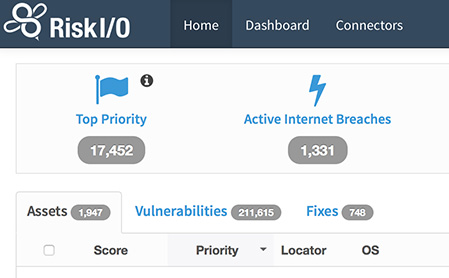 Risk I/O Home Dashboard Connectors
Top Priority Active Internet Breaches
17,452 1,331
Assets 1,947 Vulnerabilities 211,615 Fixes 748
Score Priority Locator OS